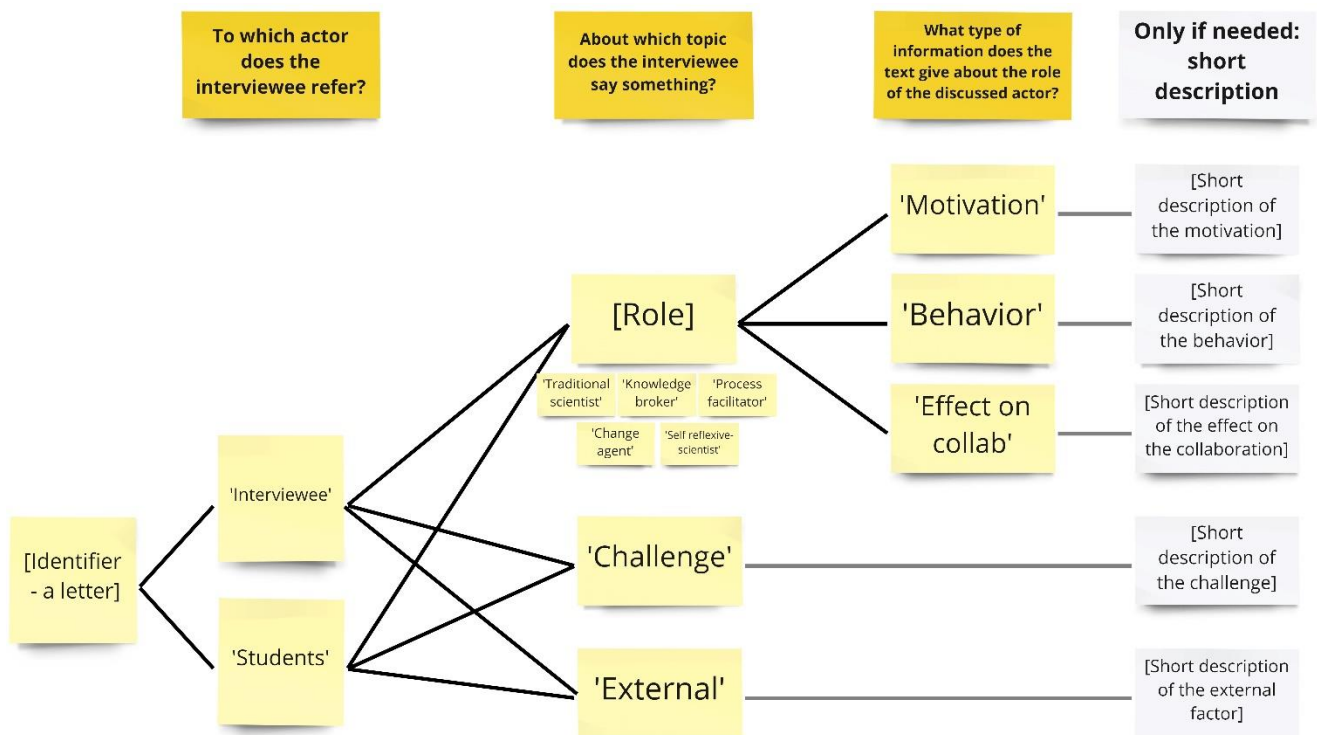 To which actor
does the
interviewee refer?
About which topic
does the interviewee
say something?
What type of
information does the
text give about the role
of the discussed actor?
Only if needed:
short
description
'Motivation'
[Short
description of
the motivation]
[Role]
'Behavior'
[Short
description of
the behavior]
'Traditional
scientist'
'Knowledge
broker'
'Process
facilitator'
'Change
agent'
'Self reflexive-
scientist'
'Effect on
collab'
[Short description
of the effect on
the collaboration]
'Interviewee'
[Identifier
- a letter]
'Challenge'
[Short
description of
the challenge]
'Students'
'External'
[Short description
of the external
factor]